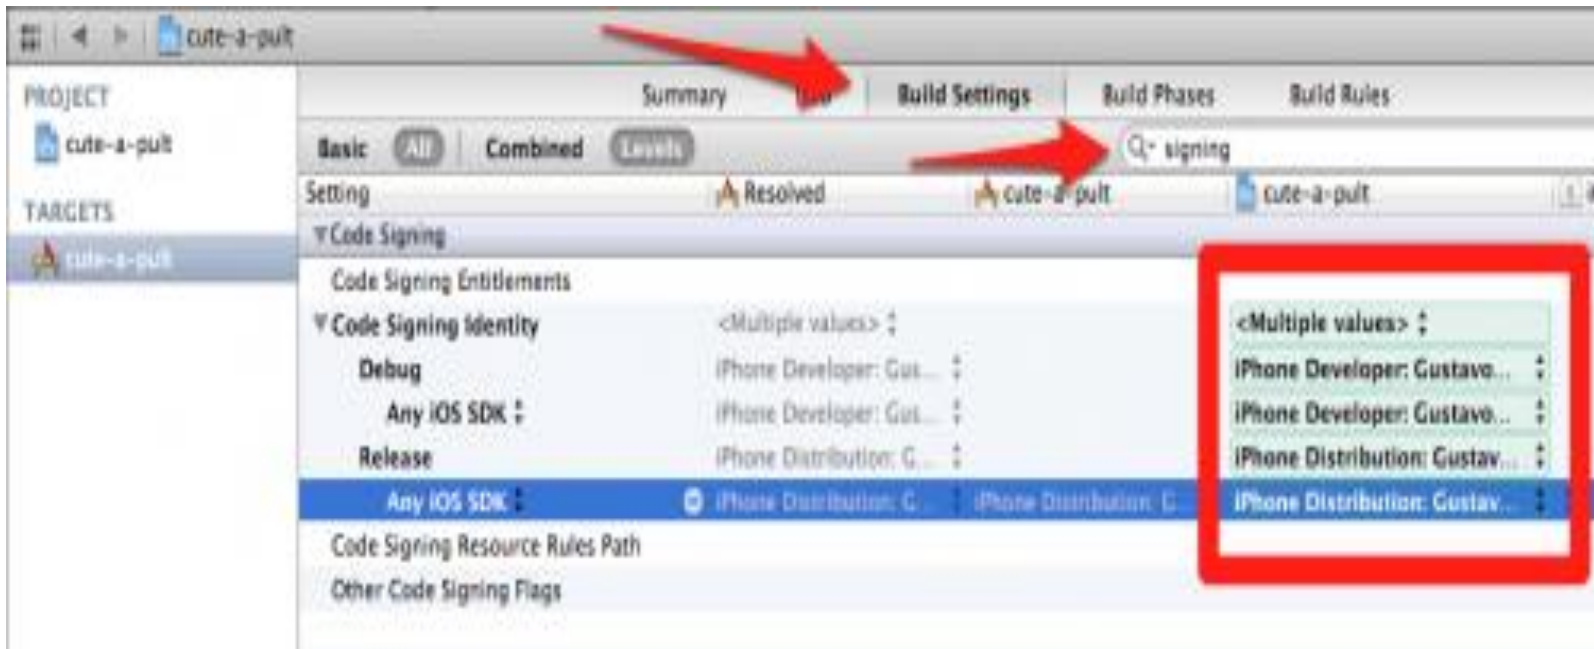 cute-a-pult
PROJECT
cute-a-pult
TARGETS
cute-a-pult
Summary Build Settings Build Phases Build Rules
Basic All Combined Levels signing
Setting Resolved cute-a-pult cute-a-pult
Code Signing
Code Signing Entitlements
Code Signing Identity <Multiple values> <Multiple values>
Debug iPhone Developer: Gus... iPhone Developer: Gustavo...
Any iOS SDK iPhone Developer: Gus... iPhone Developer: Gustavo...
Release iPhone Distribution: G... iPhone Distribution: Gustav...
Any iOS SDK iPhone Distribution: G... iPhone Distribution: G iPhone Distribution: Gustav...
Code Signing Resource Rules Path
Other Code Signing Flags